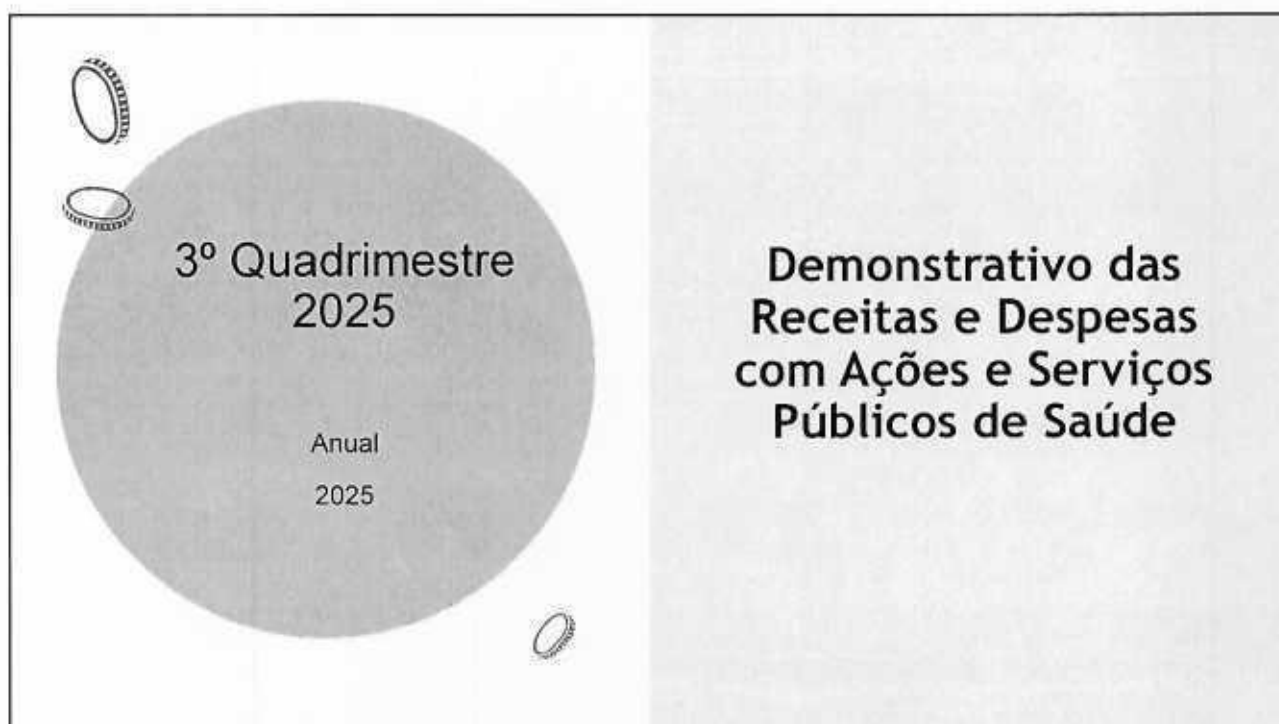 3º Quadrimestre
2025
Anual
2025
Demonstrativo das
Receitas e Despesas
com Ações e Serviços
Públicos de Saúde